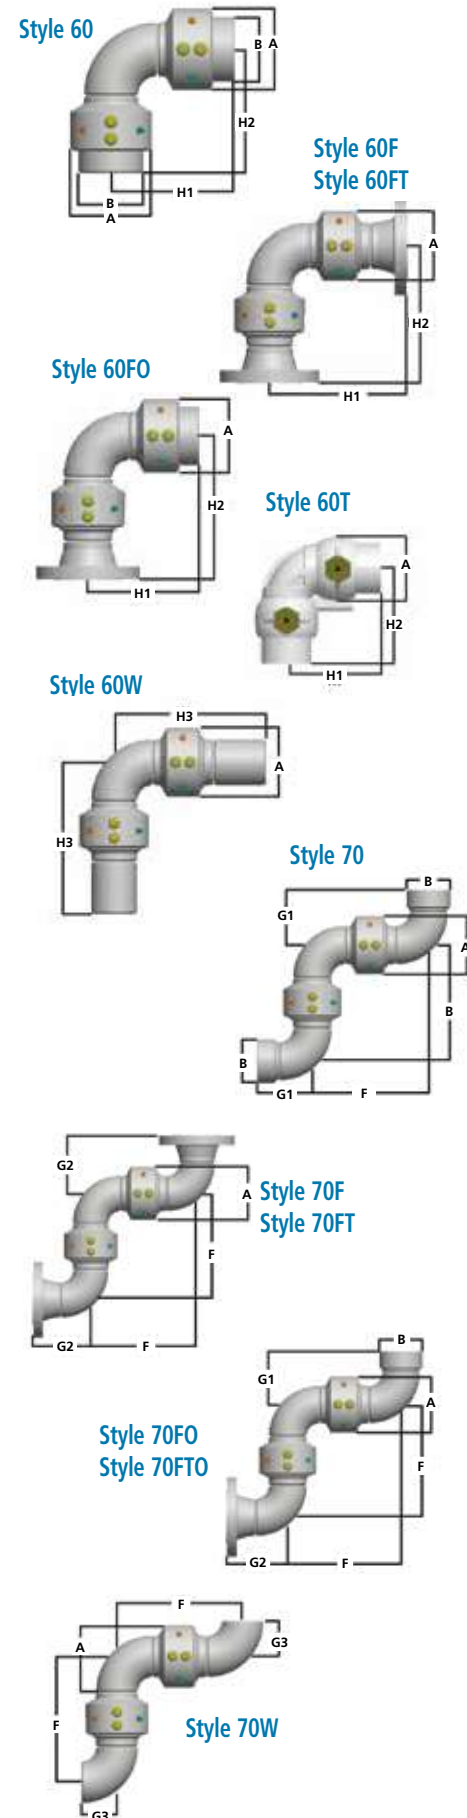 Style 60
B
A
H2
H1
B
A
Style 60F
Style 60FT
A
H2
H1
Style 60FO
A
H2
H1
Style 60T
A
H2
H1
Style 60W
H3
A
H3
Style 70
B
G1
A
B
B
G1
F
G2
A
Style 70F
Style 70FT
F
G2
F
B
G1
A
Style 70FO
Style 70FTO
F
G2
F
F
A
G3
F
Style 70W
G3